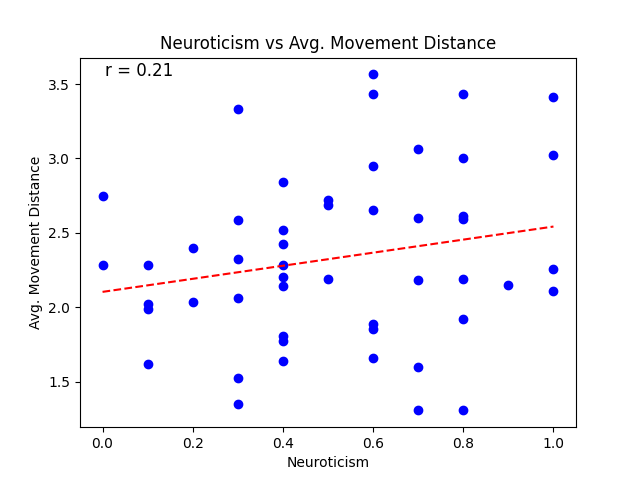 Neuroticism vs Avg. Movement Distance
r = 0.21
3.5
3.0
2.5
2.0
1.5
Avg. Movement Distance
0.0 0.2 0.4 0.6 0.8 1.0
Neuroticism